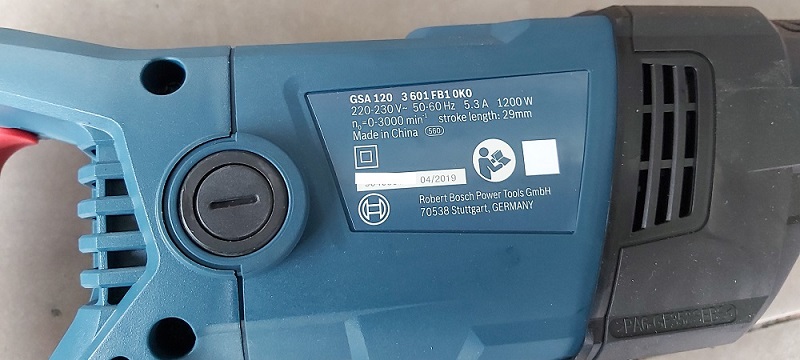 GSA 120 3 601 FB1 0K0
220-230 V~ 50-60 Hz 5.3 A 1200 W
n₀=0-3000 min⁻¹ stroke length: 29mm
Made in China 560
04/2019
Robert Bosch Power Tools GmbH
70538 Stuttgart, GERMANY